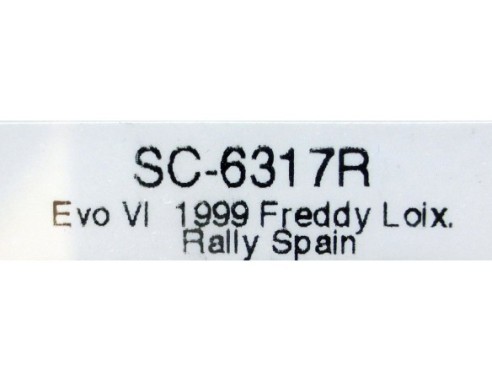 SC-6317R
Evo VI 1999 Freddy Loix.
Rally Spain